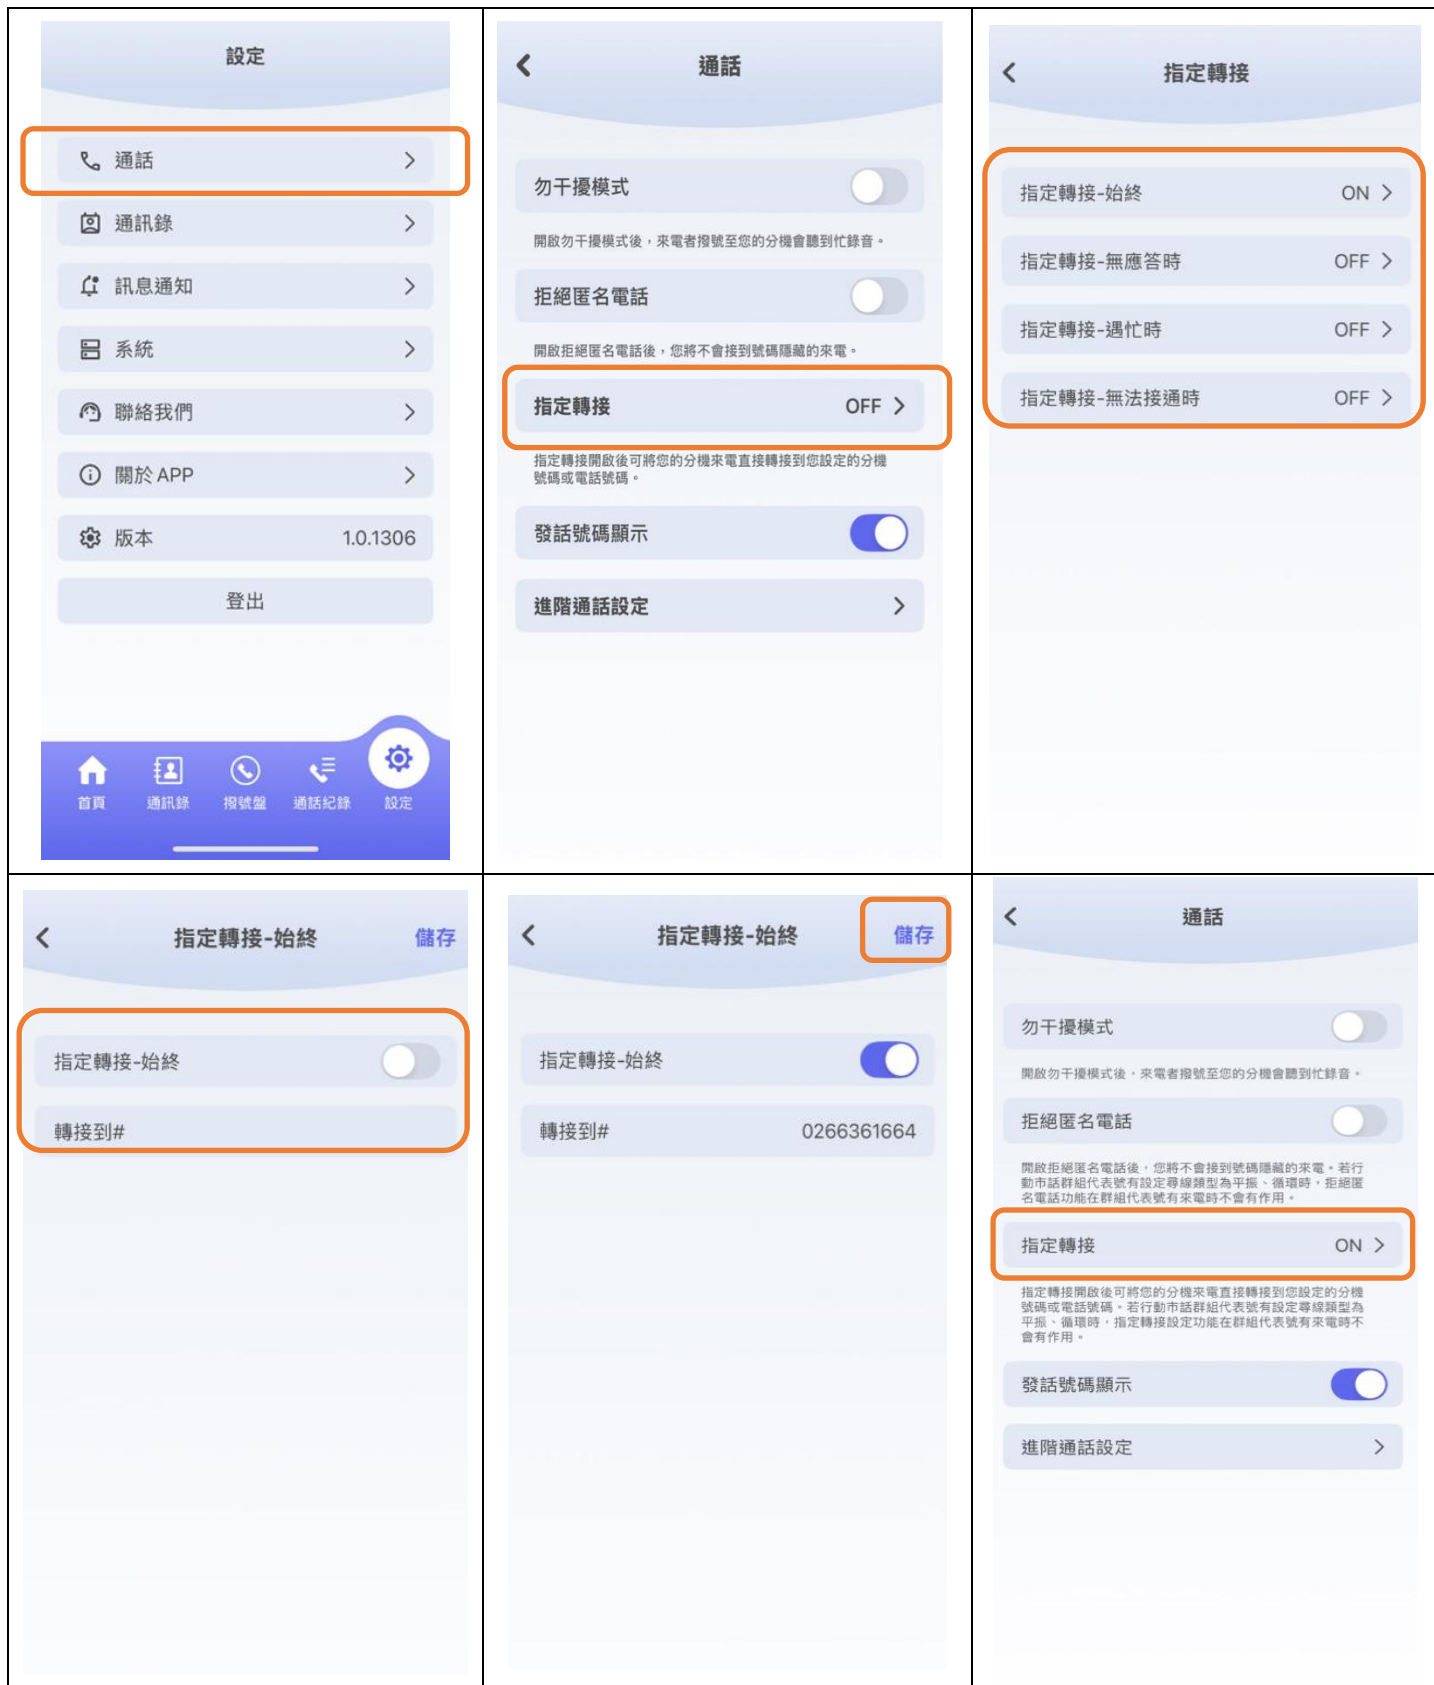 設定
通話
通訊錄
訊息通知
系統
聯絡我們
關於 APP
版本 1.0.1306
登出
首頁 通訊錄 撥號盤 通話紀錄 設定
通話
勿干擾模式
開啟勿干擾模式後，來電者撥號至您的分機會聽到忙錄音。
拒絕匿名電話
開啟拒絕匿名電話後，您將不會接到號碼隱藏的來電。
指定轉接 OFF
指定轉接開啟後可將您的分機來電直接轉接到您設定的分機
號碼或電話號碼。
發話號碼顯示
進階通話設定
指定轉接
指定轉接-始終 ON
指定轉接-無應答時 OFF
指定轉接-遇忙時 OFF
指定轉接-無法接通時 OFF
指定轉接-始終 儲存
指定轉接-始終
轉接到#
指定轉接-始終 儲存
指定轉接-始終
轉接到# 0266361664
通話
勿干擾模式
開啟勿干擾模式後，來電者撥號至您的分機會聽到忙錄音。
拒絕匿名電話
開啟拒絕匿名電話後，您將不會接到號碼隱藏的來電。若行
動市話群組代表號有設定尋線類型為平振、循環時，拒絕匿
名電話功能在群組代表號有來電時不會有作用。
指定轉接 ON
指定轉接開啟後可將您的分機來電直接轉接到您設定的分機
號碼或電話號碼。若行動市話群組代表號有設定尋線類型為
平振、循環時，指定轉接設定功能在群組代表號有來電時不
會有作用。
發話號碼顯示
進階通話設定